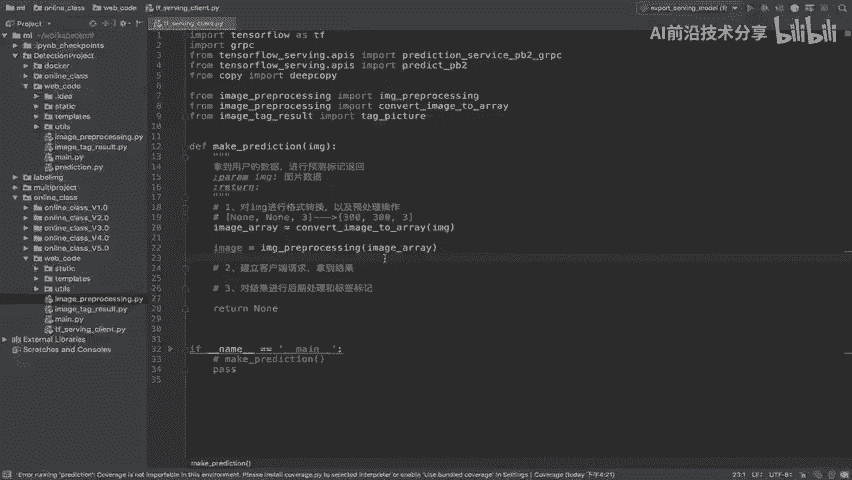 ml
online_class
web_code
tf_serving_client.py
export_serving_model (1)
AI前沿技术分享 bilibili
Project
tf_serving_client.py
ml
.ipynb_checkpoints
DetectionProject
docker
online_class
web_code
.idea
static
templates
utils
image_preprocessing.py
image_tag_result.py
main.py
prediction.py
labelimg
multiproject
online_class
online_class_V1.0
online_class_V2.0
online_class_V3.0
online_class_V4.0
online_class_V5.0
web_code
static
templates
utils
image_preprocessing.py
image_tag_result.py
main.py
tf_serving_client.py
External Libraries
Scratches and Consoles
1 import tensorflow as tf
2 import grpc
3 from tensorflow_serving.apis import prediction_service_pb2_grpc
4 from tensorflow_serving.apis import predict_pb2
5 from copy import deepcopy
6
7 from image_preprocessing import img_preprocessing
8 from image_preprocessing import convert_image_to_array
9 from image_tag_result import tag_picture
10
11
12 def make_prediction(img):
13 """
14 拿到用户的数据，进行预测标记返回
15 :param img: 图片数据
16 :return:
17 """
18 # 1、对img进行格式转换，以及预处理操作
19 # [None, None, 3]--->[300, 300, 3]
20 image_array = convert_image_to_array(img)
21
22 image = img_preprocessing(image_array)
23
24 # 2、建立客户端请求，拿到结果
25
26 # 3、对结果进行后期处理和标签标记
27
28 return None
29
30
31
32 if __name__ == '__main__':
33 # make_prediction()
34 pass
35
make_prediction()
Error running 'prediction': Coverage is not importable in this environment. Please install coverage.py to selected interpreter or enable 'Use bundled coverage' in Settings | Coverage (today 下午4:21)
23:1 LF: UTF-8: